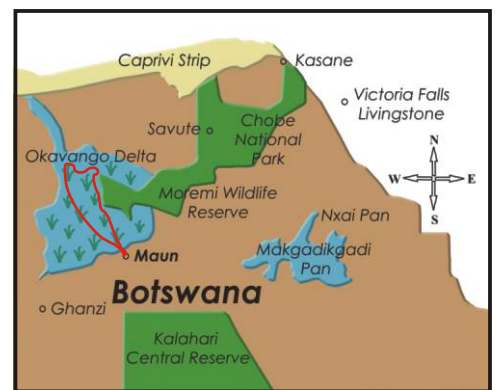 Caprivi Strip
Kasane
Victoria Falls
Livingstone
Savute
Chobe
National
Park
Okavango Delta
N
W
E
S
Moremi Wildlife
Reserve
Nxai Pan
Maun
Makgadikgadi
Pan
Botswana
Ghanzi
Kalahari
Central Reserve